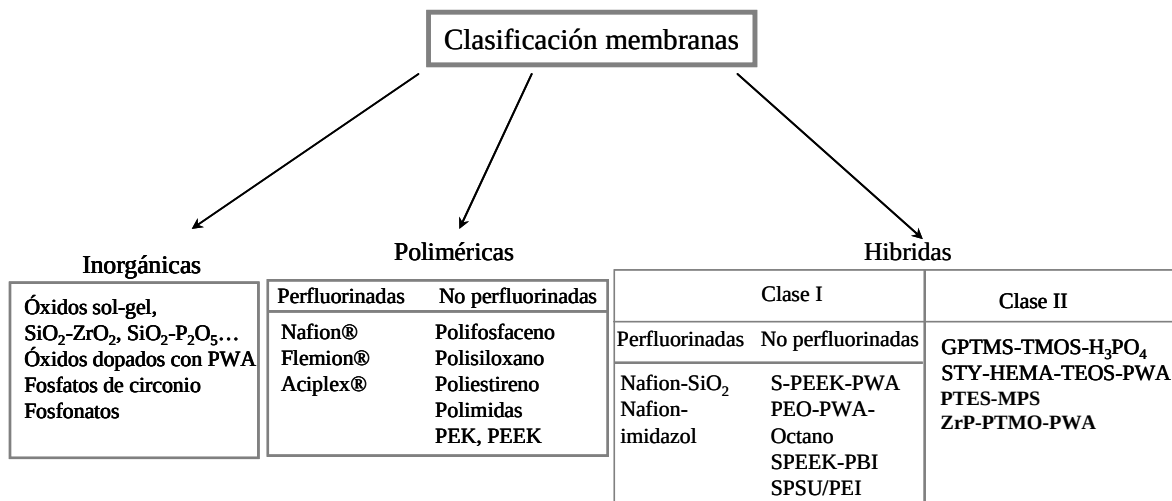 Clasificación membranas
Inorgánicas
Óxidos sol-gel,
SiO₂-ZrO₂, SiO₂-P₂O₅…
Óxidos dopados con PWA
Fosfatos de circonio
Fosfonatos
Poliméricas
Perfluorinadas
Nafion®
Flemion®
Aciplex®
No perfluorinadas
Polifosfaceno
Polisiloxano
Poliestireno
Polimidas
PEK, PEEK
Hibridas
Clase I
Perfluorinadas
Nafion-SiO₂
Nafion-
imidazol
No perfluorinadas
S-PEEK-PWA
PEO-PWA-
Octano
SPEEK-PBI
SPSU/PEI
Clase II
GPTMS-TMOS-H₃PO₄
STY-HEMA-TEOS-PWA
PTES-MPS
ZrP-PTMO-PWA